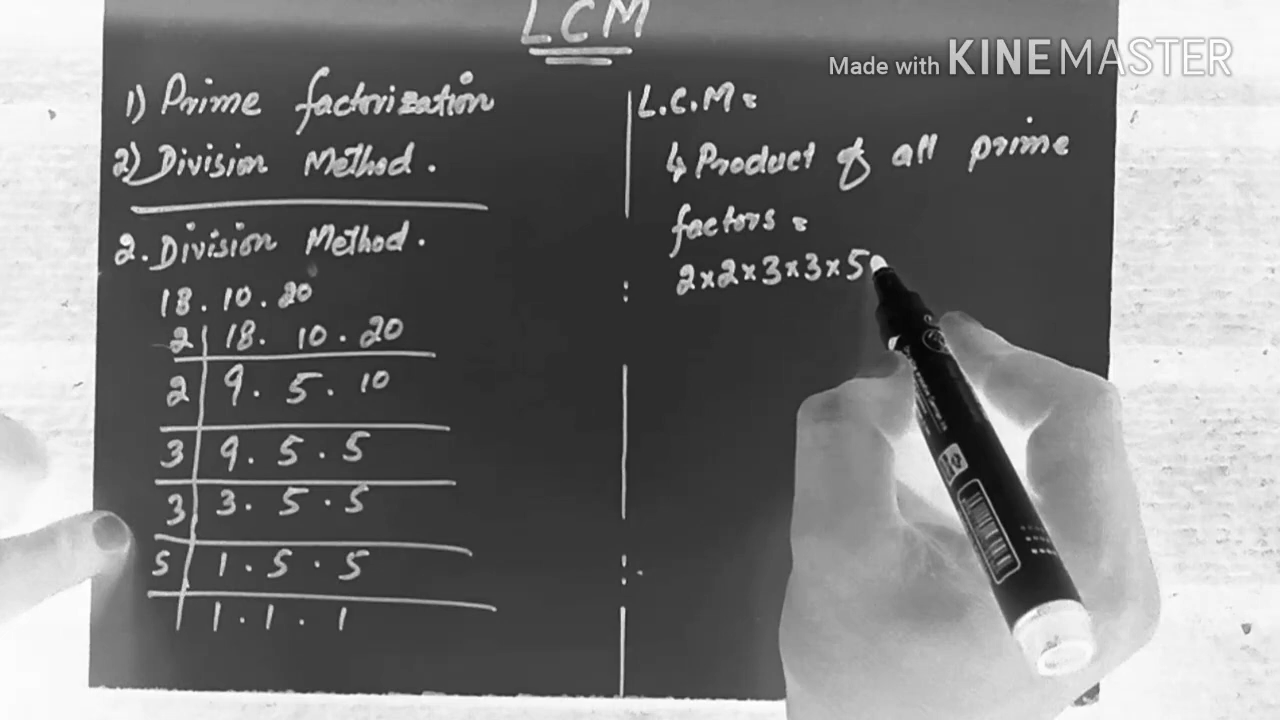 LCM
Made with KINEMASTER
1) Prime factorization
2) Division Method.
2. Division Method.
18. 10. 20
2 | 18. 10. 20
2 | 9. 5. 10
3 | 9. 5. 5
3 | 3. 5. 5
5 | 1. 5. 5
| 1. 1. 1
L.C.M =
↳ Product of all prime
factors =
2×2×3×3×5